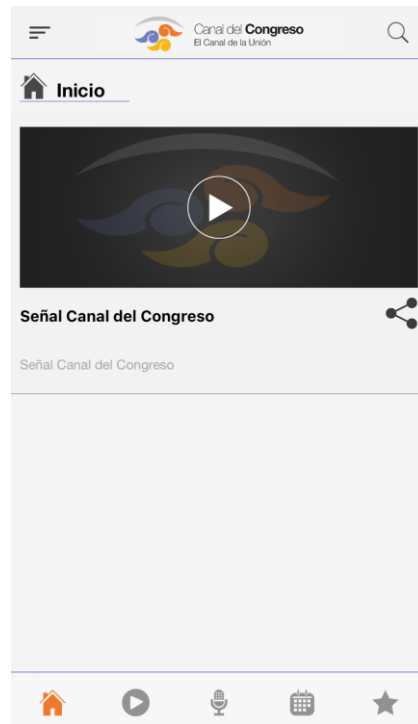 Canal del Congreso
El Canal de la Unión
Inicio
Señal Canal del Congreso
Señal Canal del Congreso